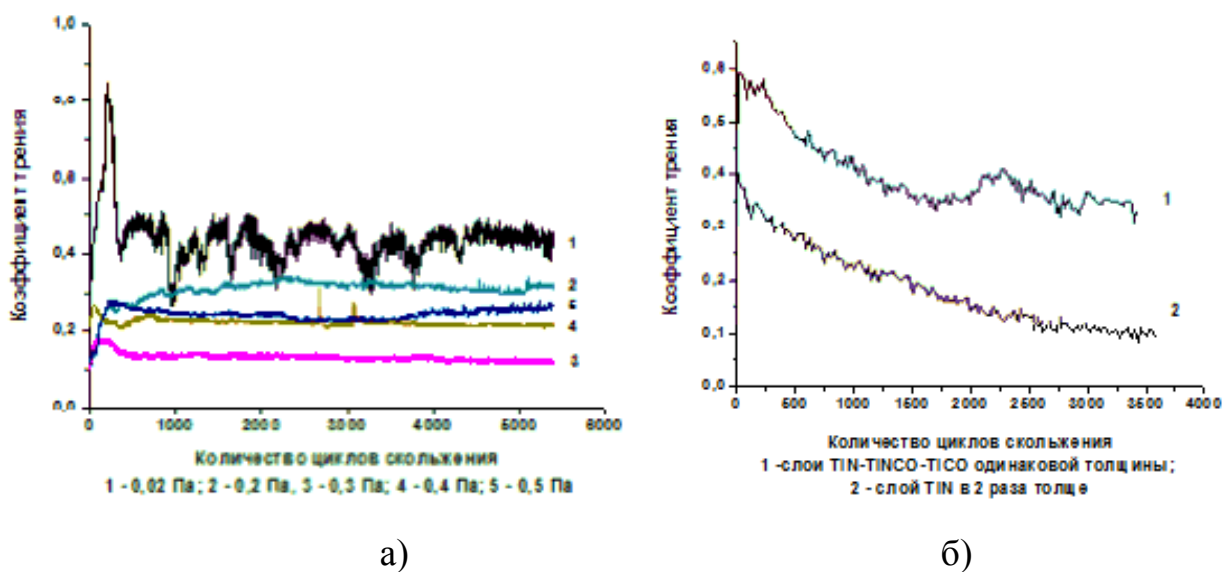 Коэффициент трения
1,0
0,8
0,6
0,4
0,2
0,0
1
2
5
4
3
0 1000 2000 3000 4000 5000 6000
Количество циклов скольжения
1 - 0,02 Па; 2 - 0,2 Па, 3 - 0,3 Па; 4 - 0,4 Па; 5 - 0,5 Па
а)
Коэффициент трения
0,6
0,5
0,4
0,3
0,2
0,1
0,0
1
2
0 500 1000 1500 2000 2500 3000 3500 4000
Количество циклов скольжения
1 -слои TIN-TINCO-TICO одинаковой толщины;
2 - слой TIN в 2 раза толще
б)